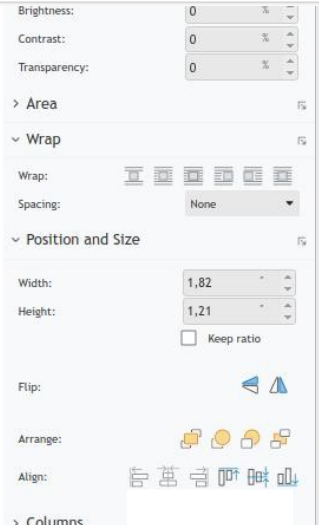 Brightness: 0 %
Contrast: 0 %
Transparency: 0 %
Area
Wrap
Wrap:
Spacing: None
Position and Size
Width: 1,82 "
Height: 1,21 "
Keep ratio
Flip:
Arrange:
Align:
Columns